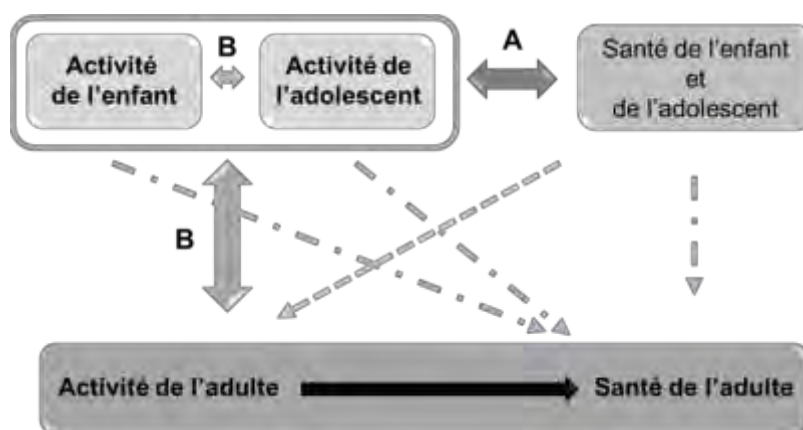 Activité
de l'enfant
B
Activité de
l'adolescent
A
Santé de l'enfant
et
de l'adolescent
B
Activité de l'adulte
Santé de l'adulte